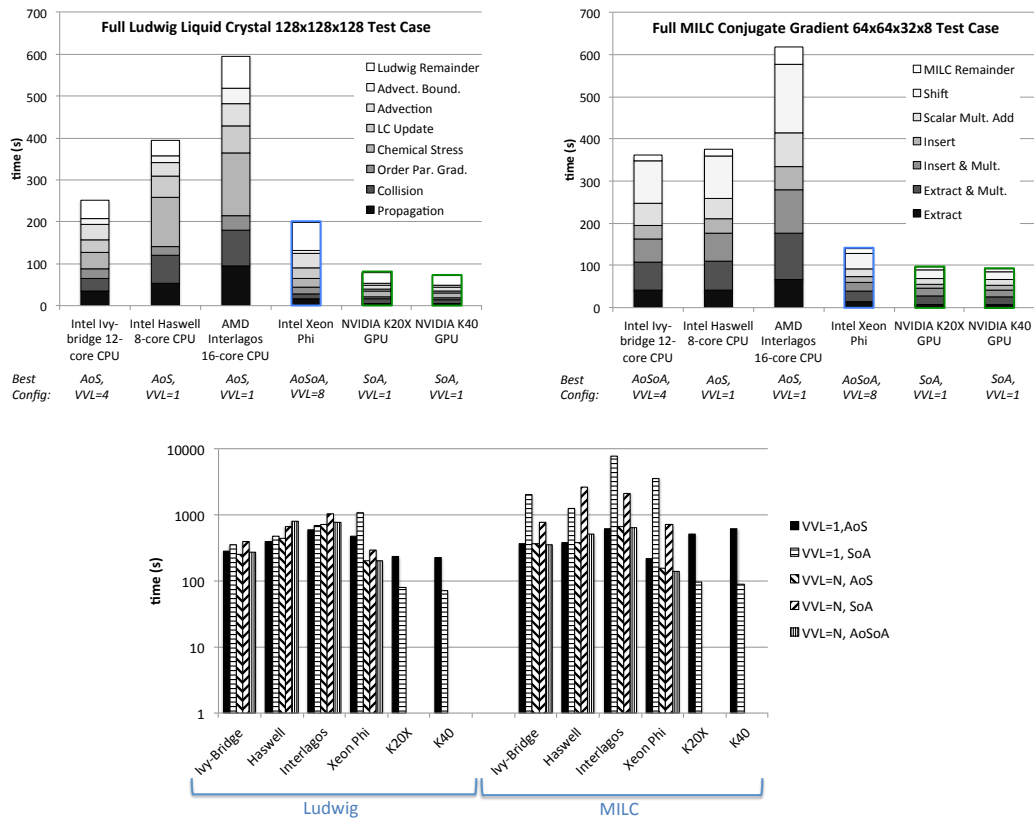 Full Ludwig Liquid Crystal 128x128x128 Test Case
700
600
500
400
300
200
100
0
time (s)
Ludwig Remainder
Advect. Bound.
Advection
LC Update
Chemical Stress
Order Par. Grad.
Collision
Propagation
Intel Ivy-bridge 12-core CPU
Intel Haswell 8-core CPU
AMD Interlagos 16-core CPU
Intel Xeon Phi
NVIDIA K20X GPU
NVIDIA K40 GPU
Best Config:
AoS, VVL=4
AoS, VVL=1
AoS, VVL=1
AoSoA, VVL=8
SoA, VVL=1
SoA, VVL=1
Full MILC Conjugate Gradient 64x64x32x8 Test Case
700
600
500
400
300
200
100
0
time (s)
MILC Remainder
Shift
Scalar Mult. Add
Insert
Insert & Mult.
Extract & Mult.
Extract
Intel Ivy-bridge 12-core CPU
Intel Haswell 8-core CPU
AMD Interlagos 16-core CPU
Intel Xeon Phi
NVIDIA K20X GPU
NVIDIA K40 GPU
Best Config:
AoSoA, VVL=4
AoS, VVL=1
AoS, VVL=1
AoSoA, VVL=8
SoA, VVL=1
SoA, VVL=1
10000
1000
100
10
1
time (s)
VVL=1,AoS
VVL=1, SoA
VVL=N, AoS
VVL=N, SoA
VVL=N, AoSoA
Ivy-Bridge
Haswell
Interlagos
Xeon Phi
K20X
K40
Ivy-Bridge
Haswell
Interlagos
Xeon Phi
K20X
K40
Ludwig
MILC